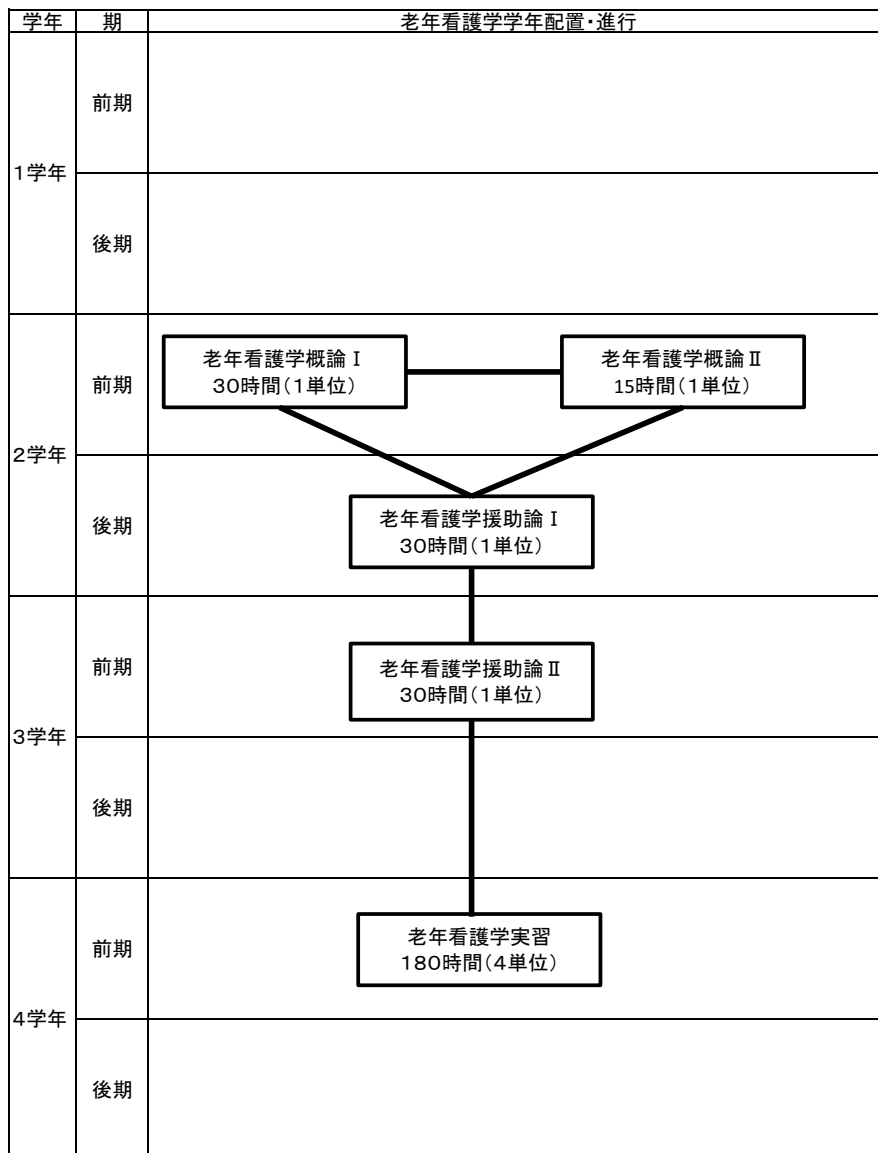 学年 期 老年看護学学年配置・進行
1学年
前期
後期
2学年
前期
老年看護学概論Ⅰ
30時間(1単位)
老年看護学概論Ⅱ
15時間(1単位)
後期
老年看護学援助論Ⅰ
30時間(1単位)
3学年
前期
老年看護学援助論Ⅱ
30時間(1単位)
後期
4学年
前期
老年看護学実習
180時間(4単位)
後期